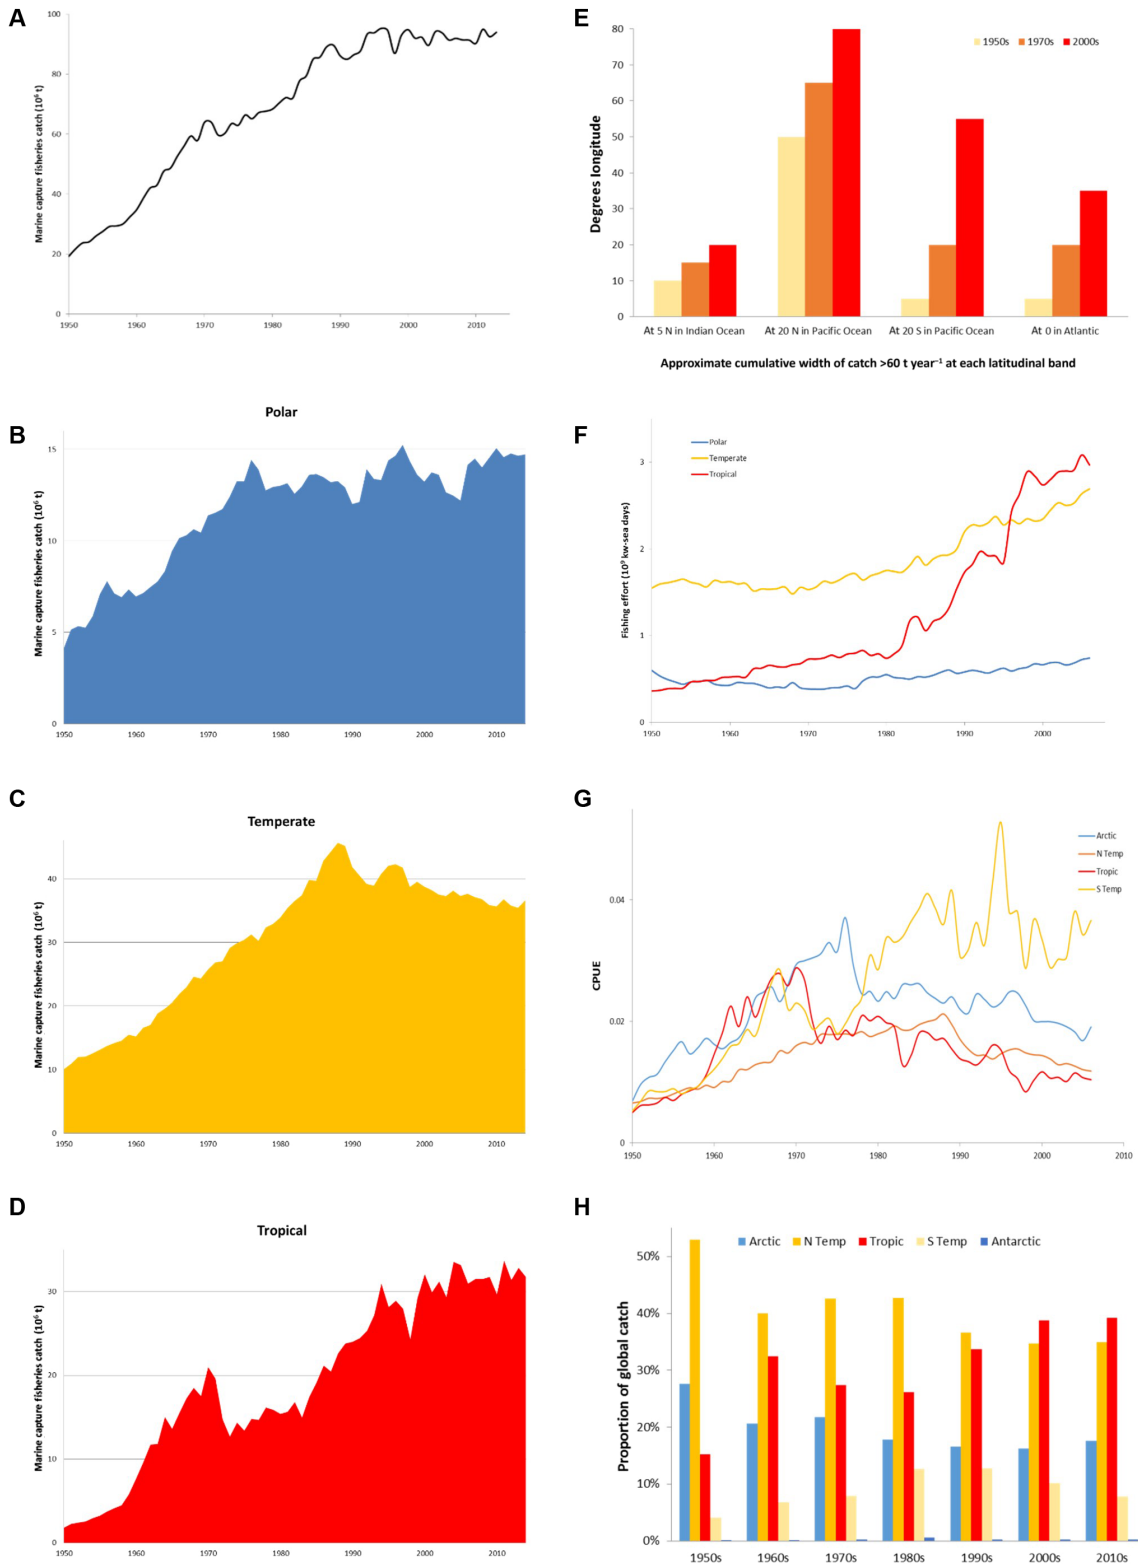 A
Marine capture fisheries catch (10⁶ t)
100
80
60
40
20
0
1950 1960 1970 1980 1990 2000 2010
B
Polar
Marine capture fisheries catch (10⁶ t)
15
10
5
0
1950 1960 1970 1980 1990 2000 2010
C
Temperate
Marine capture fisheries catch (10⁶ t)
40
30
20
10
0
1950 1960 1970 1980 1990 2000 2010
D
Tropical
Marine capture fisheries catch (10⁶ t)
30
20
10
0
1950 1960 1970 1980 1990 2000 2010
E
Degrees longitude
80
70
60
50
40
30
20
10
0
1950s 1970s 2000s
At 5 N in Indian Ocean At 20 N in Pacific Ocean At 20 S in Pacific Ocean At 0 in Atlantic
Approximate cumulative width of catch >60 t year⁻¹ at each latitudinal band
F
Fishing effort (10⁹ kw-sea days)
Polar
Temperate
Tropical
3
2
1
0
1950 1960 1970 1980 1990 2000
G
CPUE
Arctic
N Temp
Tropic
S Temp
0.04
0.02
0
1950 1960 1970 1980 1990 2000 2010
H
Proportion of global catch
Arctic N Temp Tropic S Temp Antarctic
50%
40%
30%
20%
10%
0%
1950s 1960s 1970s 1980s 1990s 2000s 2010s